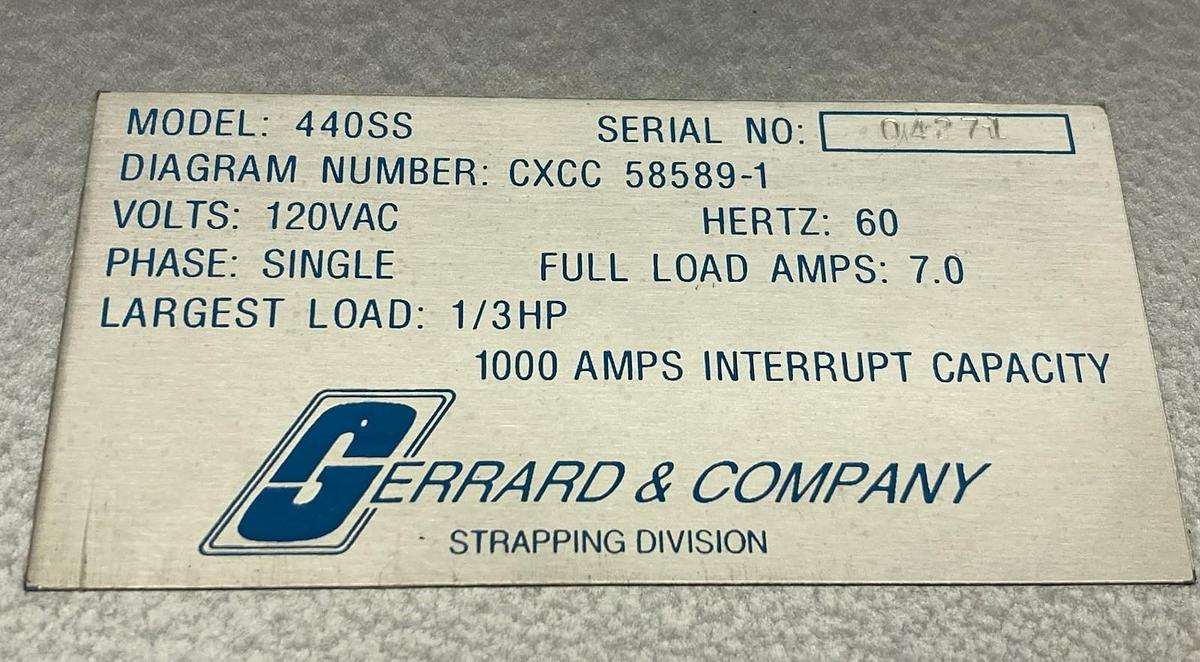 MODEL: 440SS SERIAL NO:
DIAGRAM NUMBER: CXCC 58589-1
VOLTS: 120VAC HERTZ: 60
PHASE: SINGLE FULL LOAD AMPS: 7.0
LARGEST LOAD: 1/3HP
1000 AMPS INTERRUPT CAPACITY
GERRARD & COMPANY
STRAPPING DIVISION